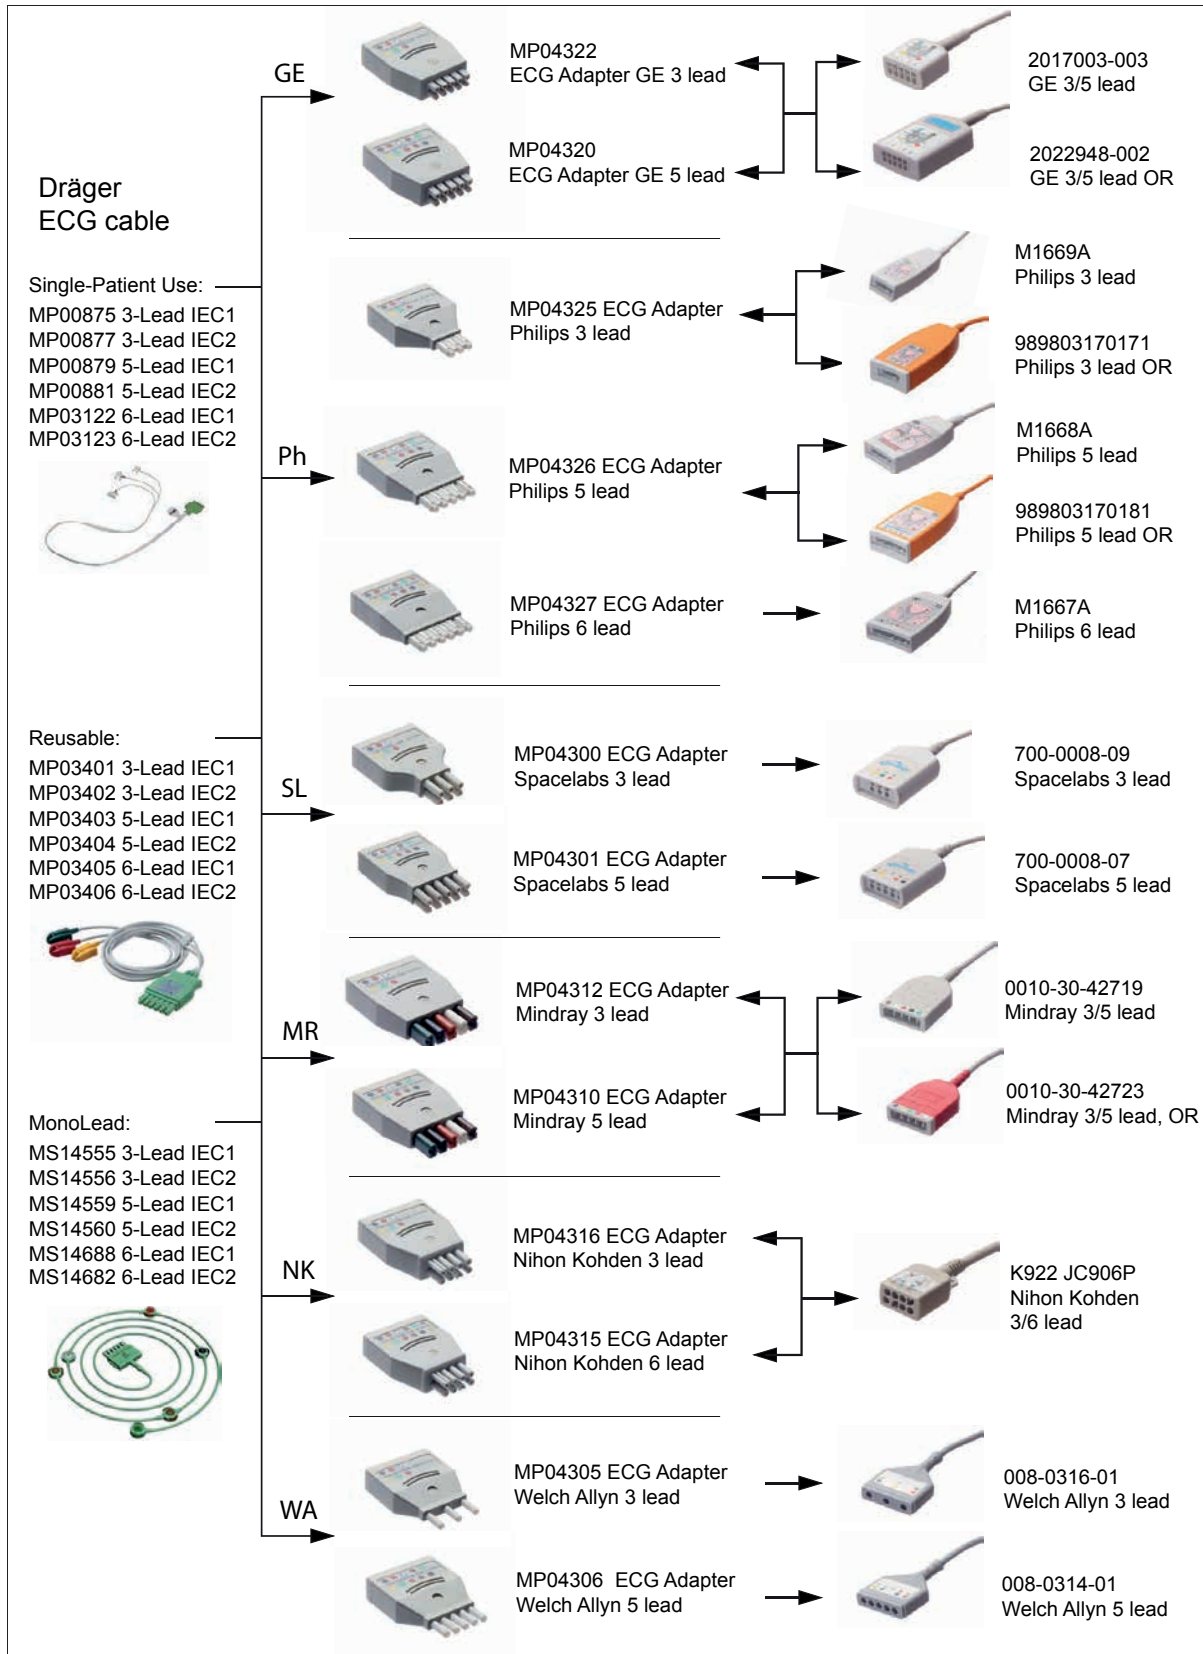 Dräger
ECG cable
Single-Patient Use:
MP00875 3-Lead IEC1
MP00877 3-Lead IEC2
MP00879 5-Lead IEC1
MP00881 5-Lead IEC2
MP03122 6-Lead IEC1
MP03123 6-Lead IEC2
Reusable:
MP03401 3-Lead IEC1
MP03402 3-Lead IEC2
MP03403 5-Lead IEC1
MP03404 5-Lead IEC2
MP03405 6-Lead IEC1
MP03406 6-Lead IEC2
MonoLead:
MS14555 3-Lead IEC1
MS14556 3-Lead IEC2
MS14559 5-Lead IEC1
MS14560 5-Lead IEC2
MS14688 6-Lead IEC1
MS14682 6-Lead IEC2
GE
MP04322
ECG Adapter GE 3 lead
2017003-003
GE 3/5 lead
MP04320
ECG Adapter GE 5 lead
2022948-002
GE 3/5 lead OR
Ph
MP04325 ECG Adapter
Philips 3 lead
M1669A
Philips 3 lead
989803170171
Philips 3 lead OR
MP04326 ECG Adapter
Philips 5 lead
M1668A
Philips 5 lead
989803170181
Philips 5 lead OR
MP04327 ECG Adapter
Philips 6 lead
M1667A
Philips 6 lead
SL
MP04300 ECG Adapter
Spacelabs 3 lead
700-0008-09
Spacelabs 3 lead
MP04301 ECG Adapter
Spacelabs 5 lead
700-0008-07
Spacelabs 5 lead
MR
MP04312 ECG Adapter
Mindray 3 lead
0010-30-42719
Mindray 3/5 lead
MP04310 ECG Adapter
Mindray 5 lead
0010-30-42723
Mindray 3/5 lead, OR
NK
MP04316 ECG Adapter
Nihon Kohden 3 lead
MP04315 ECG Adapter
Nihon Kohden 6 lead
K922 JC906P
Nihon Kohden
3/6 lead
WA
MP04305 ECG Adapter
Welch Allyn 3 lead
008-0316-01
Welch Allyn 3 lead
MP04306 ECG Adapter
Welch Allyn 5 lead
008-0314-01
Welch Allyn 5 lead